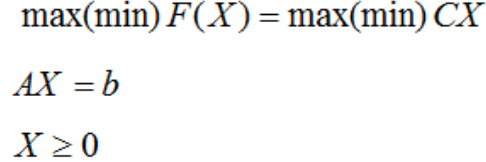 max(min) F(X) = max(min) CX
AX = b
X ≥ 0